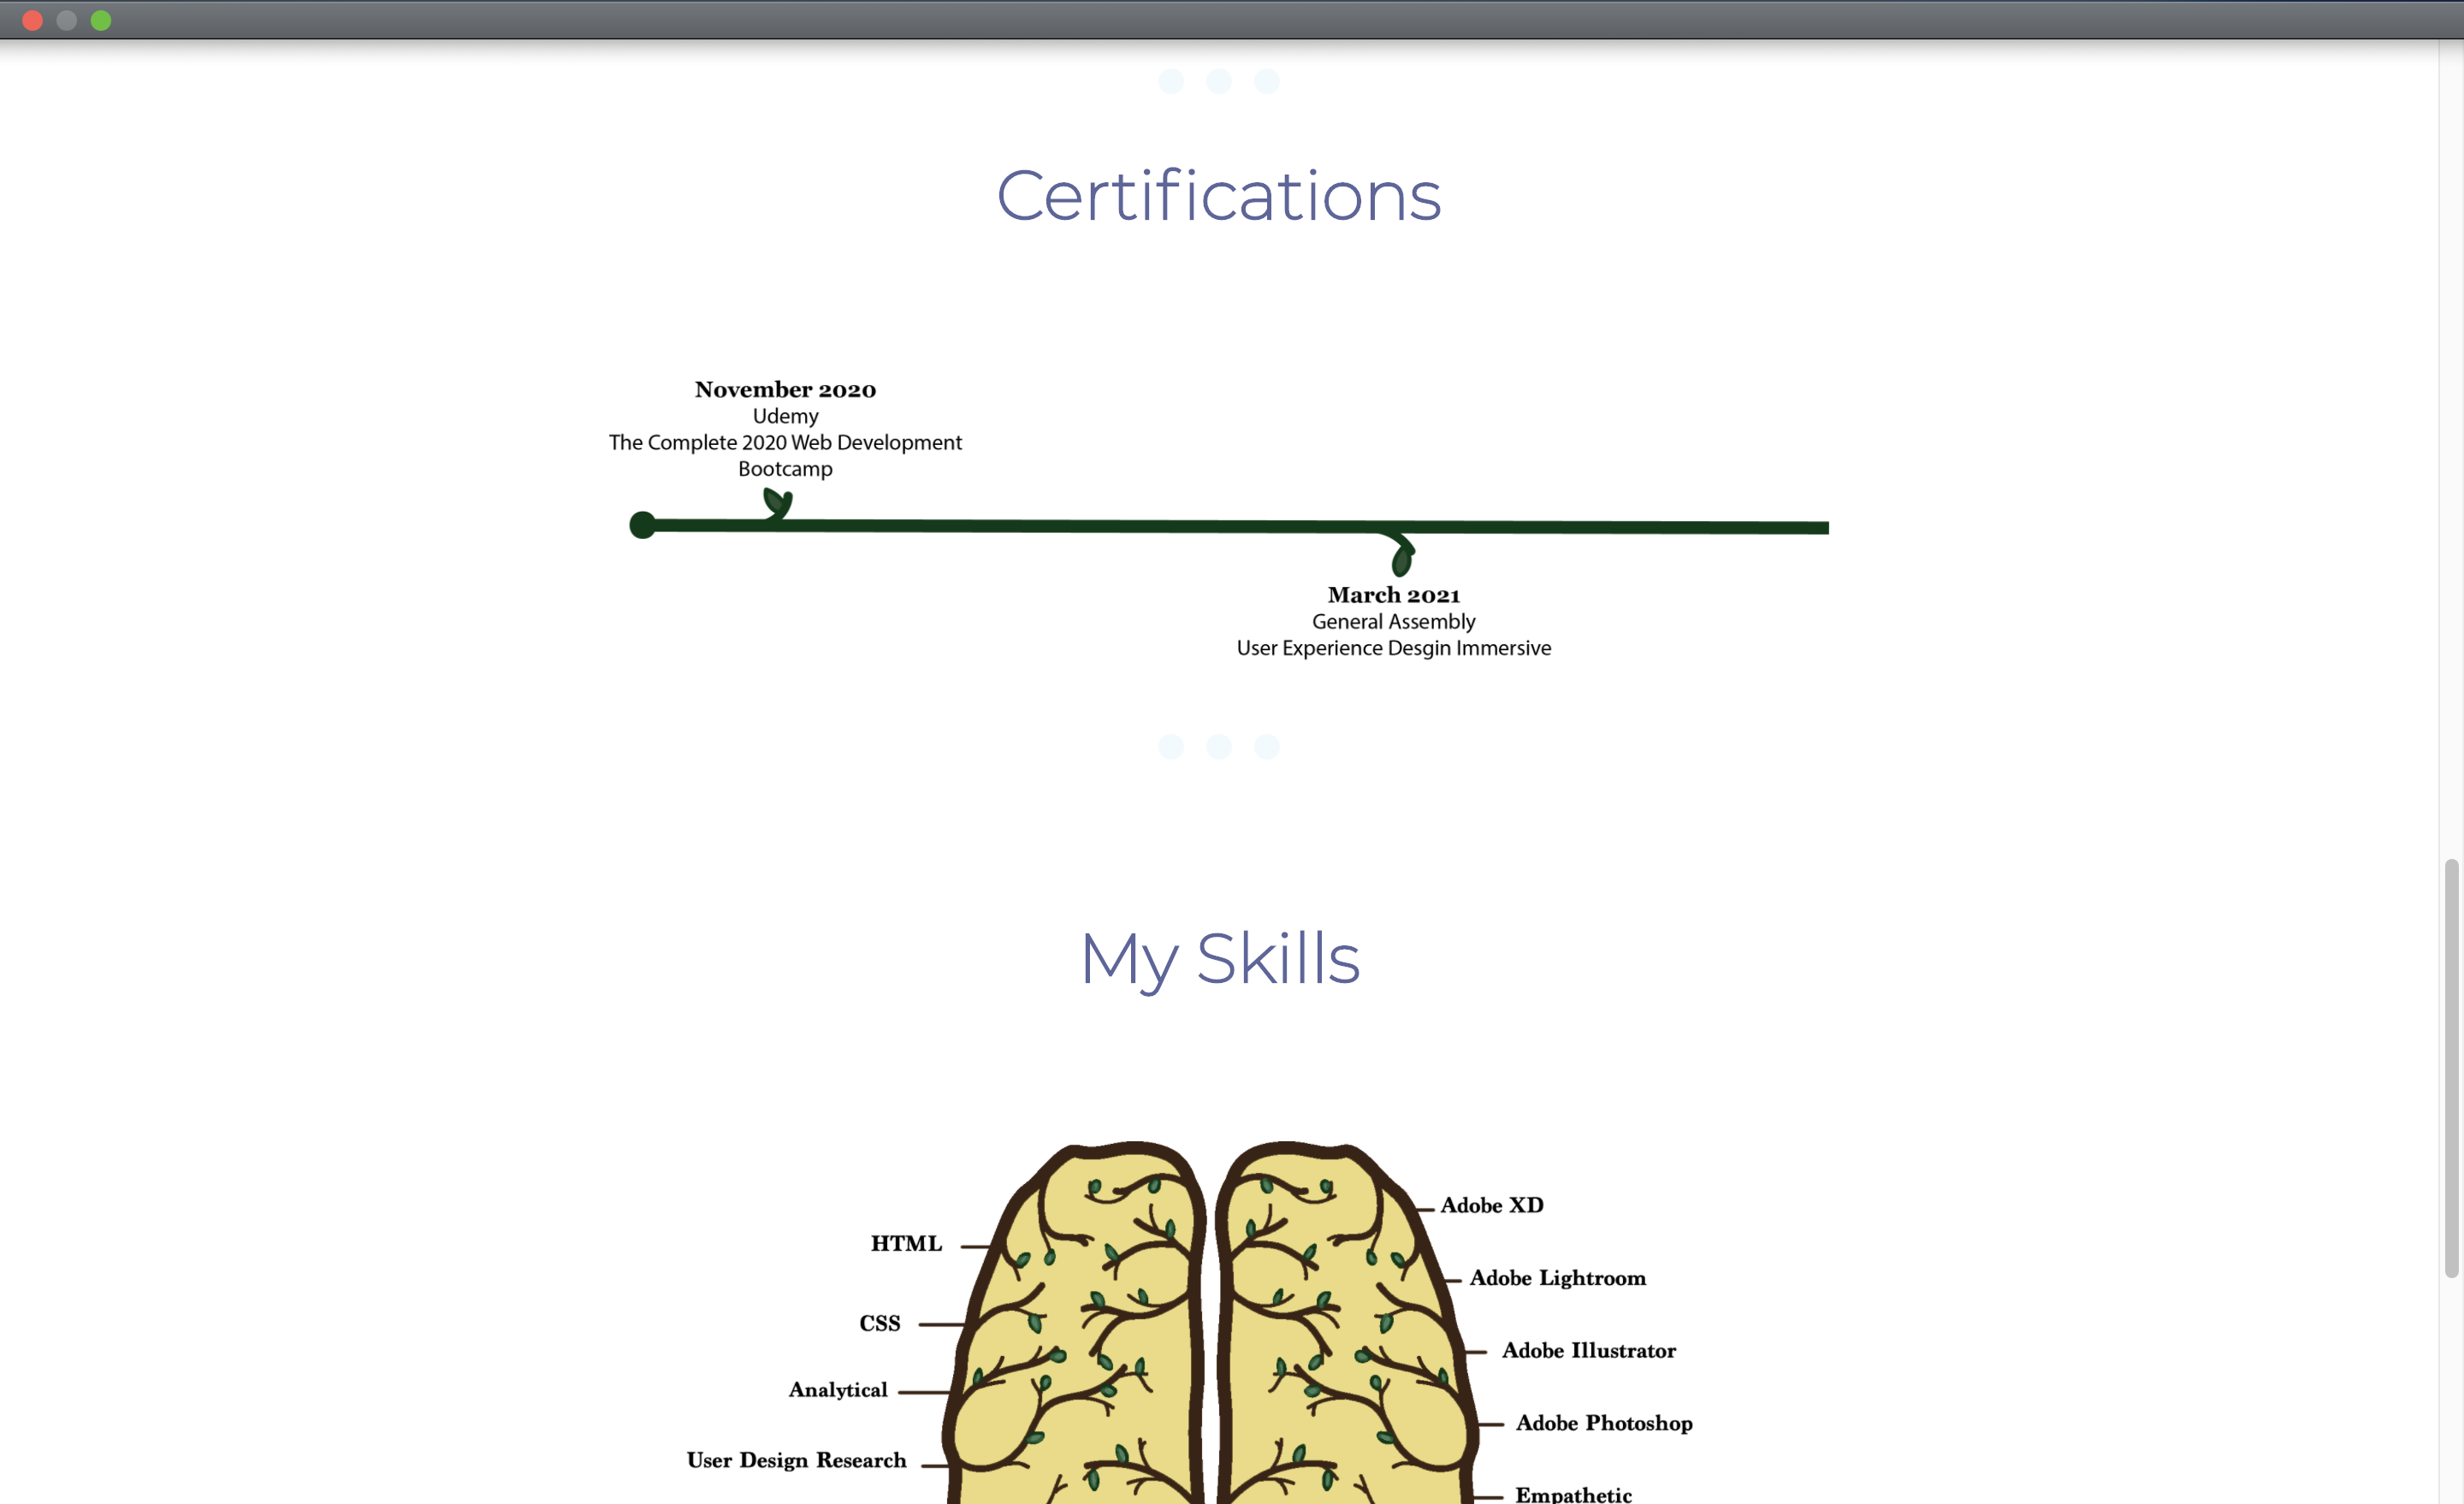 Certifications
November 2020
Udemy
The Complete 2020 Web Development
Bootcamp
March 2021
General Assembly
User Experience Desgin Immersive
My Skills
Adobe XD
HTML
Adobe Lightroom
CSS
Adobe Illustrator
Analytical
Adobe Photoshop
User Design Research
Empathetic